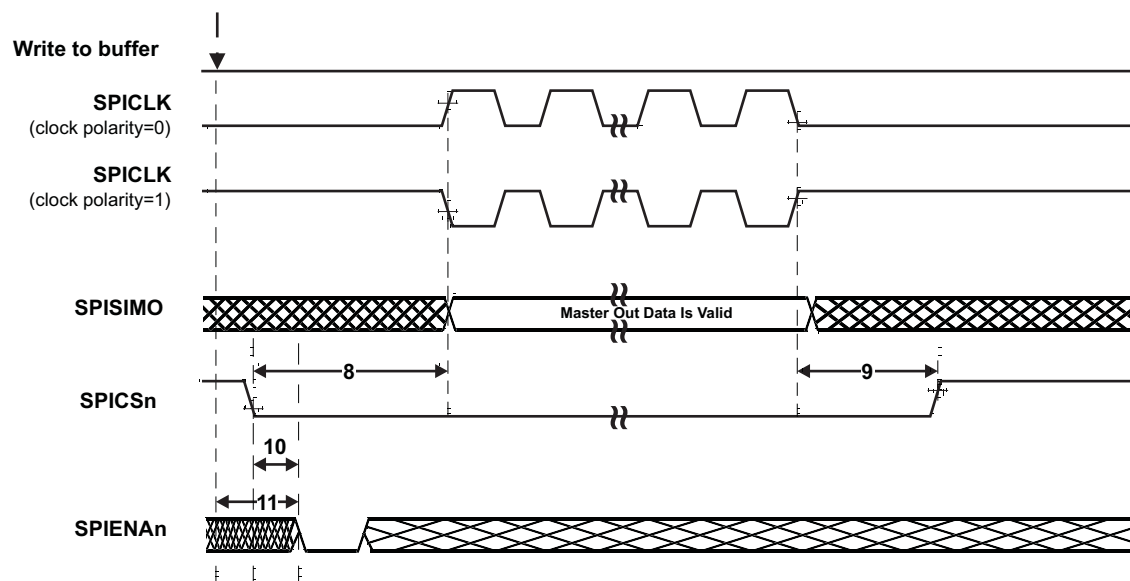 Write to buffer
SPICLK
(clock polarity=0)
SPICLK
(clock polarity=1)
SPISIMO
Master Out Data Is Valid
8
9
SPICSn
10
11
SPIENAn